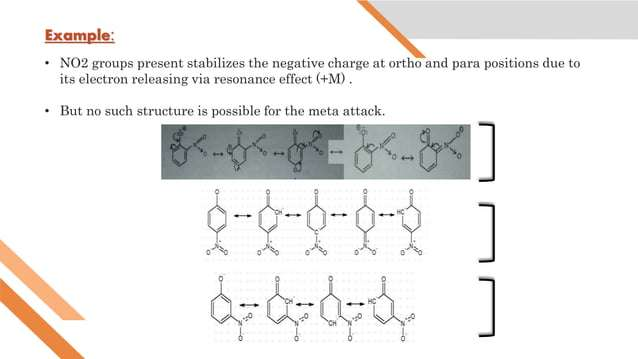 Example:
• NO2 groups present stabilizes the negative charge at ortho and para positions due to
its electron releasing via resonance effect (+M) .
• But no such structure is possible for the meta attack.